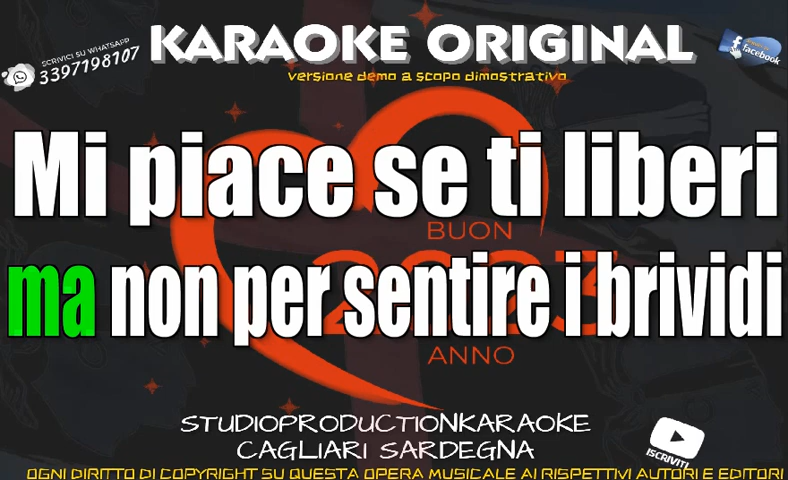 KARAOKE ORIGINAL
SCRIVICI SU WHATSAPP
3397198107
facebook
versione demo a scopo dimostrativo
Mi piace se ti liberi
BUON
ma non per sentire i brividi
2023
ANNO
STUDIOPRODUCTIONKARAOKE
CAGLIARI SARDEGNA
ISCRIVITI
OGNI DIRITTO DI COPYRIGHT SU QUESTA OPERA MUSICALE AI RISPETTIVI AUTORI E EDITORI